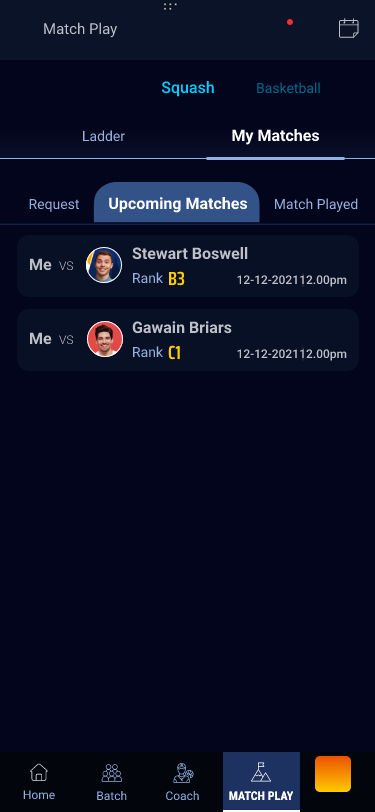 Match Play
Squash Basketball
Ladder My Matches
Request Upcoming Matches Match Played
Me VS Stewart Boswell
Rank B3 12-12-202112.00pm
Me VS Gawain Briars
Rank C1 12-12-202112.00pm
Home Batch Coach MATCH PLAY